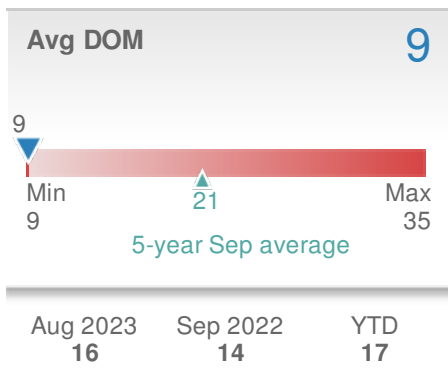 Avg DOM 9
9
Min Max
9 21 35
5-year Sep average
Aug 2023 Sep 2022 YTD
16 14 17